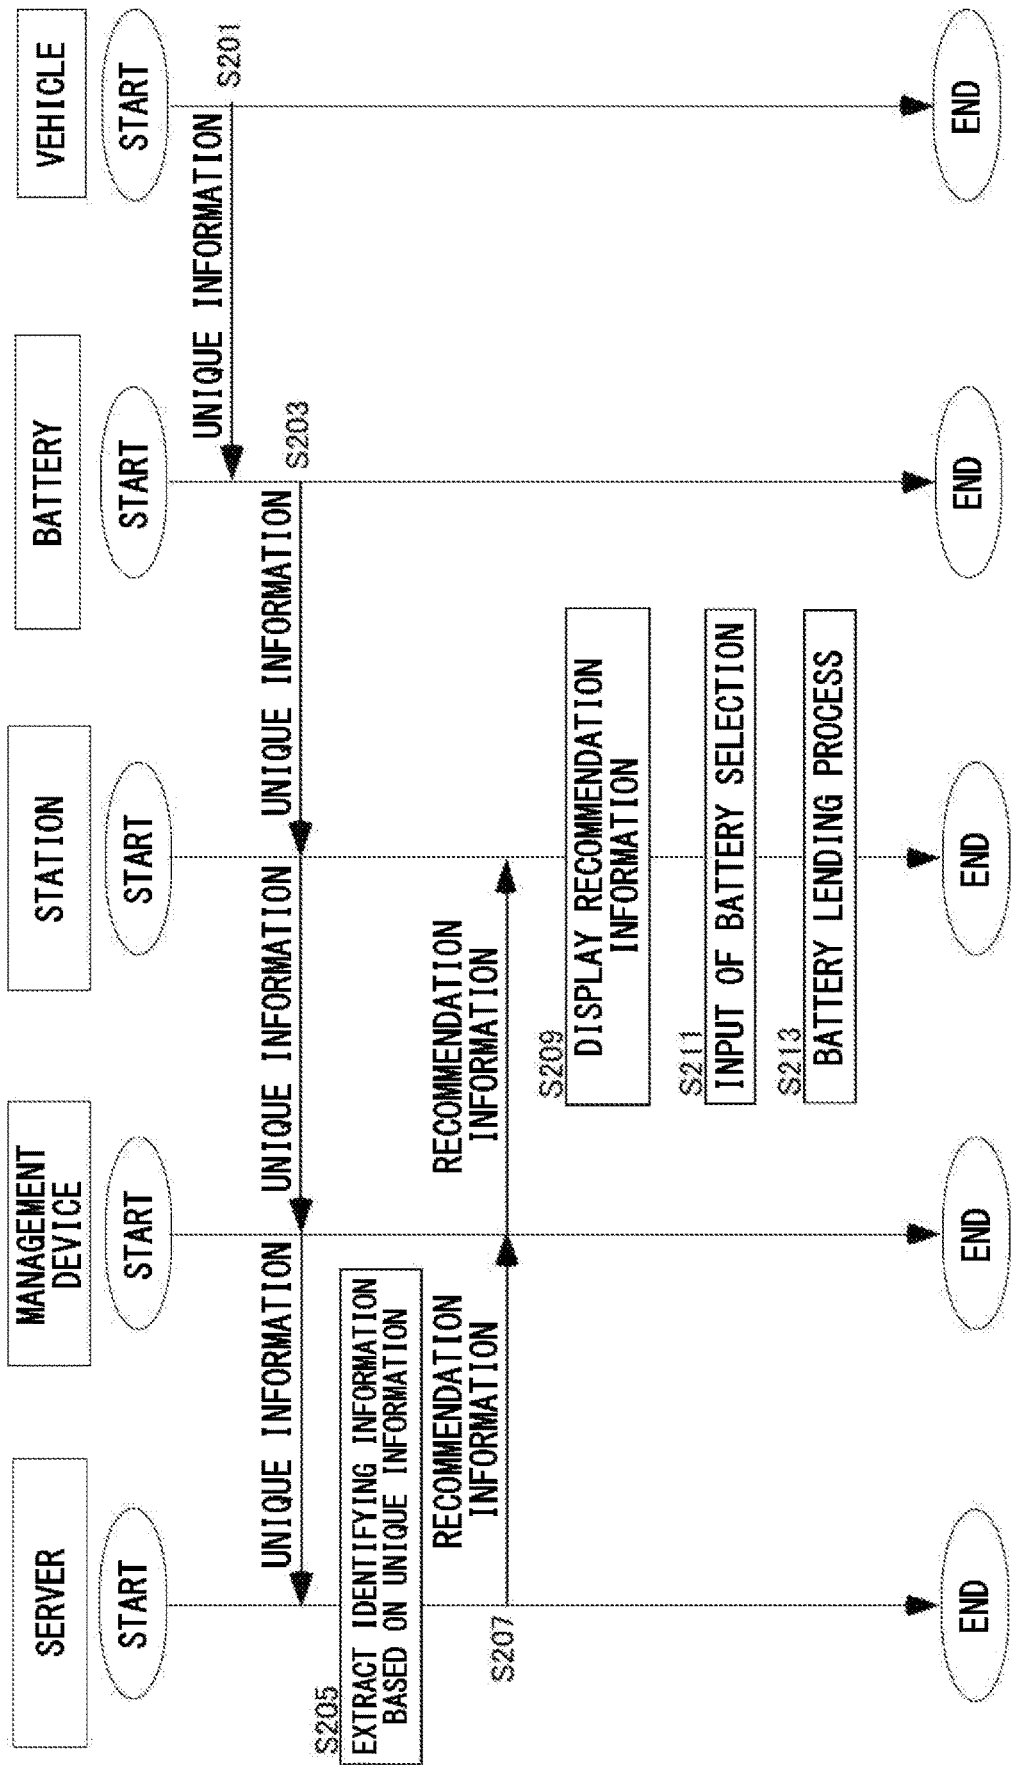 SERVER
MANAGEMENT
DEVICE
STATION
BATTERY
VEHICLE
START
START
START
START
START
UNIQUE INFORMATION
S201
UNIQUE INFORMATION
UNIQUE INFORMATION
UNIQUE INFORMATION
S203
S205
EXTRACT IDENTIFYING INFORMATION
BASED ON UNIQUE INFORMATION
RECOMMENDATION
INFORMATION
RECOMMENDATION
INFORMATION
S207
S209
DISPLAY RECOMMENDATION
INFORMATION
S211
INPUT OF BATTERY SELECTION
S213
BATTERY LENDING PROCESS
END
END
END
END
END